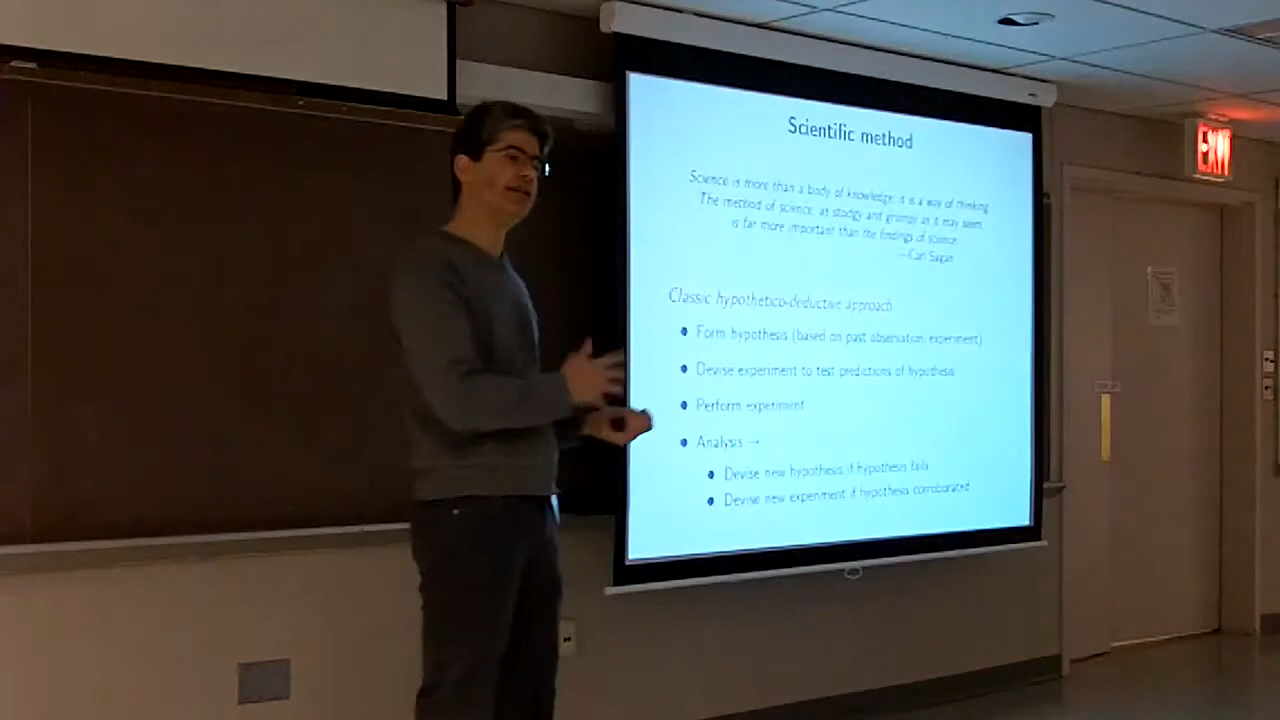 Scientific method
Science is more than a body of knowledge; it is a way of thinking.
The method of science, as stodgy and grumpy as it may seem,
is far more important than the findings of science.
—Carl Sagan
Classic hypothetico-deductive approach
Form hypothesis (based on past observation, experiment)
Devise experiment to test predictions of hypothesis
Perform experiment
Analysis →
Devise new hypothesis if hypothesis fails
Devise new experiment if hypothesis corroborated
EXIT